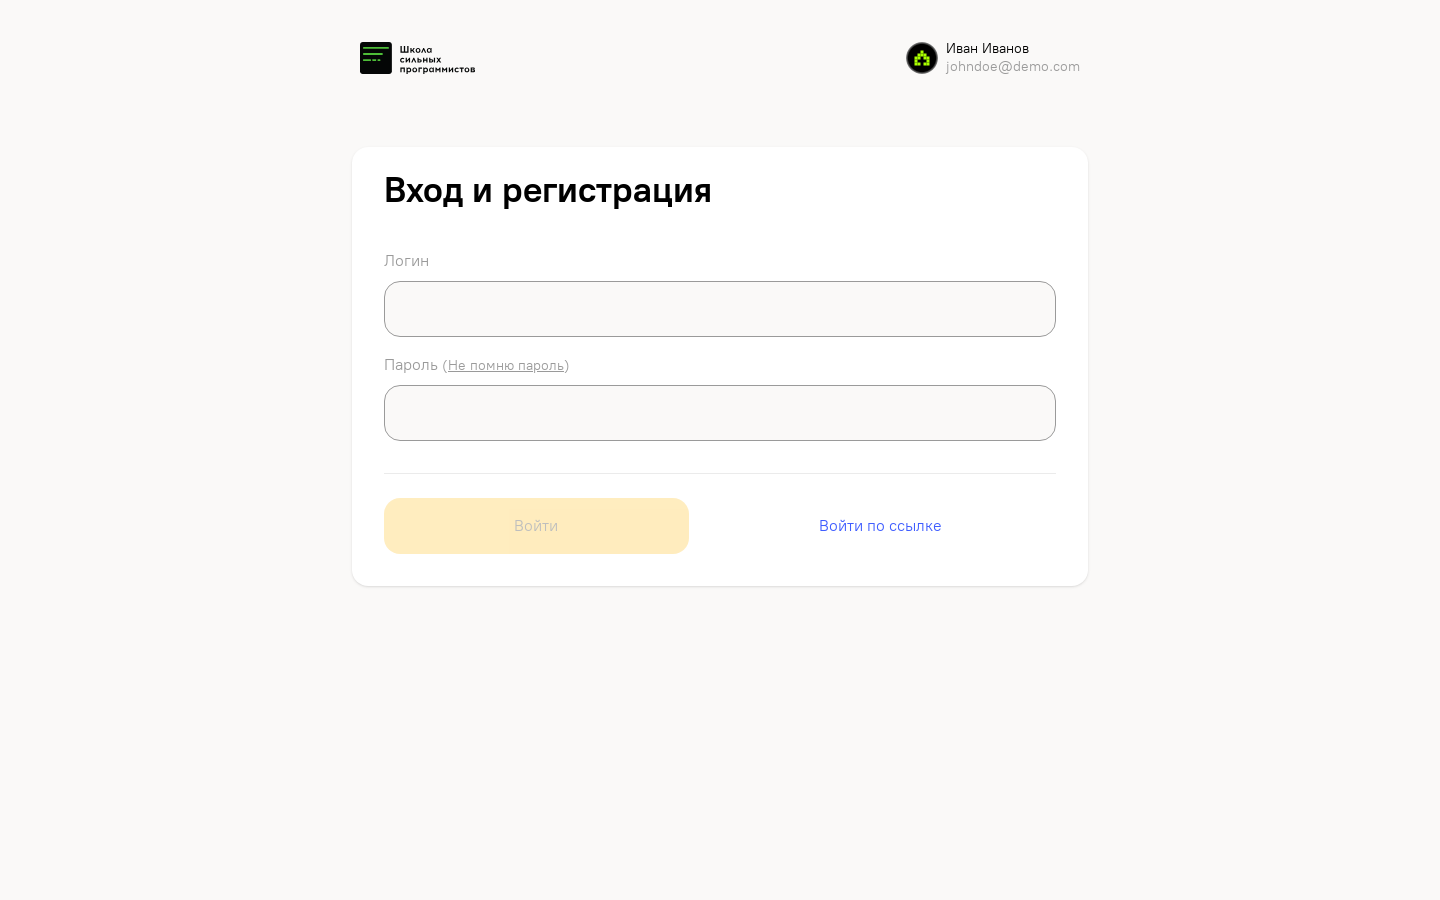 Школа
сильных
программистов
Иван Иванов
johndoe@demo.com
Вход и регистрация
Логин
Пароль (Не помню пароль)
Войти
Войти по ссылке